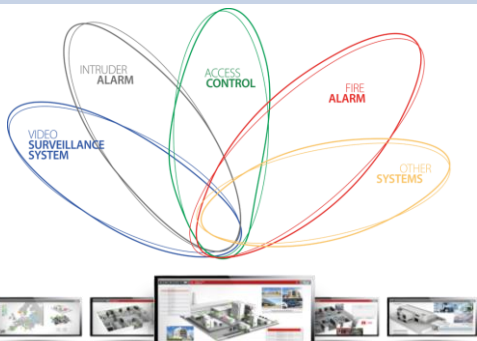 INTRUDER
ALARM
ACCESS
CONTROL
FIRE
ALARM
VIDEO
SURVEILLANCE
SYSTEM
OTHER
SYSTEMS